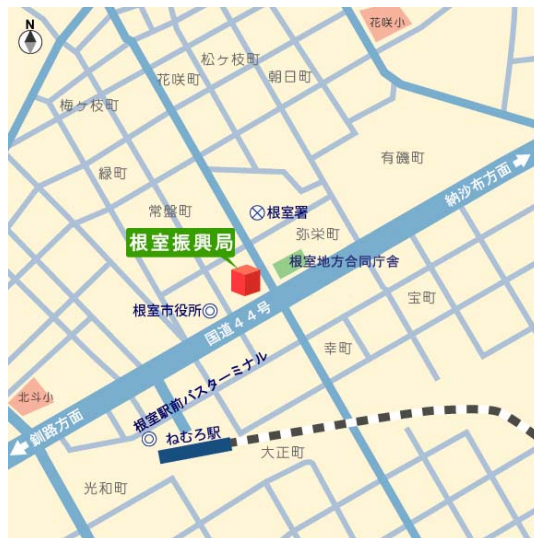 N
花咲小
松ケ枝町
花咲町
朝日町
梅ケ枝町
有磯町
緑町
納沙布方面
常盤町
根室署
弥栄町
根室振興局
根室地方合同庁舎
宝町
根室市役所
国道44号
幸町
根室駅前バスターミナル
北斗小
釧路方面
ねむろ駅
大正町
光和町